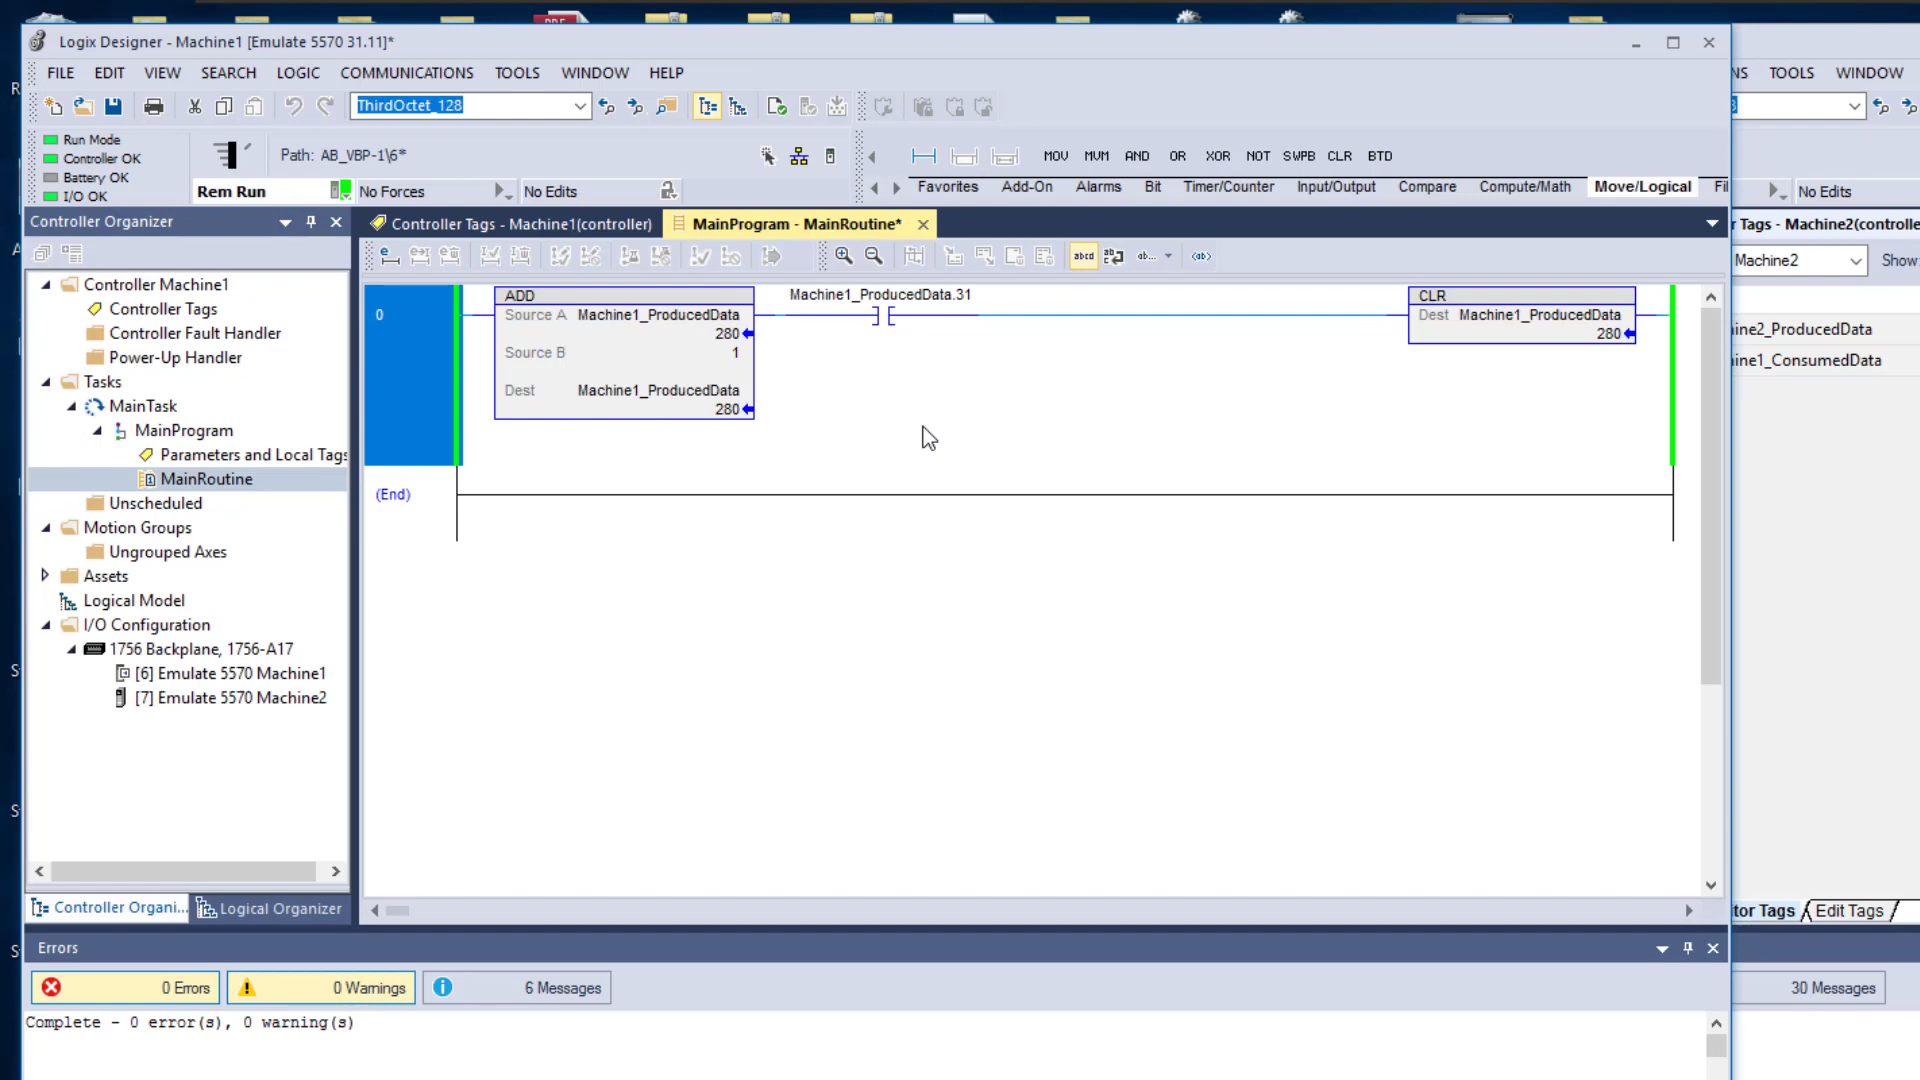 Logix Designer - Machine1 [Emulate 5570 31.11]*
FILE EDIT VIEW SEARCH LOGIC COMMUNICATIONS TOOLS WINDOW HELP
NS TOOLS WINDOW
ThirdOctet_128
Run Mode
Controller OK
Battery OK
I/O OK
Path: AB_VBP-1\6*
Rem Run No Forces No Edits
MOV MVM AND OR XOR NOT SWPB CLR BTD
Favorites Add-On Alarms Bit Timer/Counter Input/Output Compare Compute/Math Move/Logical Fi
No Edits
Controller Organizer
Controller Tags - Machine1(controller) MainProgram - MainRoutine*
r Tags - Machine2(controlle
Machine2 Show:
Controller Machine1
Controller Tags
Controller Fault Handler
Power-Up Handler
Tasks
MainTask
MainProgram
Parameters and Local Tags
MainRoutine
Unscheduled
Motion Groups
Ungrouped Axes
Assets
Logical Model
I/O Configuration
1756 Backplane, 1756-A17
[6] Emulate 5570 Machine1
[7] Emulate 5570 Machine2
Controller Organi...
Logical Organizer
0
ADD
Source A Machine1_ProducedData
280
Source B 1
Dest Machine1_ProducedData
280
Machine1_ProducedData.31
CLR
Dest Machine1_ProducedData
280
(End)
ine2_ProducedData
ine1_ConsumedData
tor Tags Edit Tags
Errors
0 Errors 0 Warnings 6 Messages
30 Messages
Complete - 0 error(s), 0 warning(s)